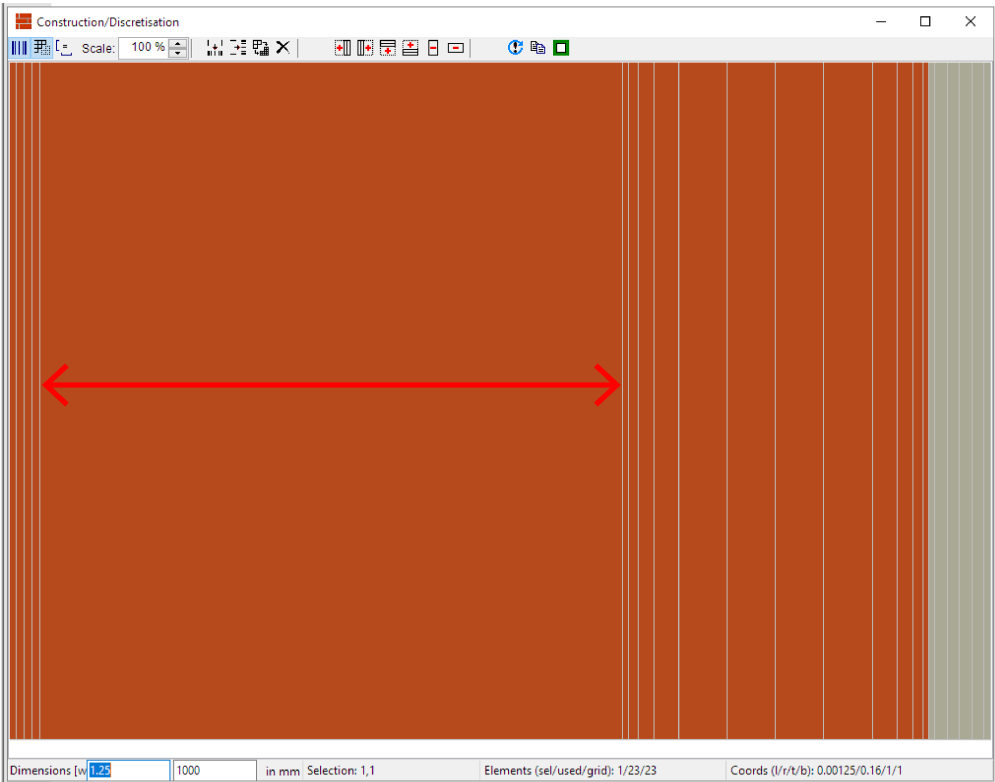 Construction/Discretisation
Scale: 100 %
Dimensions [w 1.25 1000 in mm Selection: 1,1 Elements (sel/used/grid): 1/23/23 Coords (l/r/t/b): 0.00125/0.16/1/1